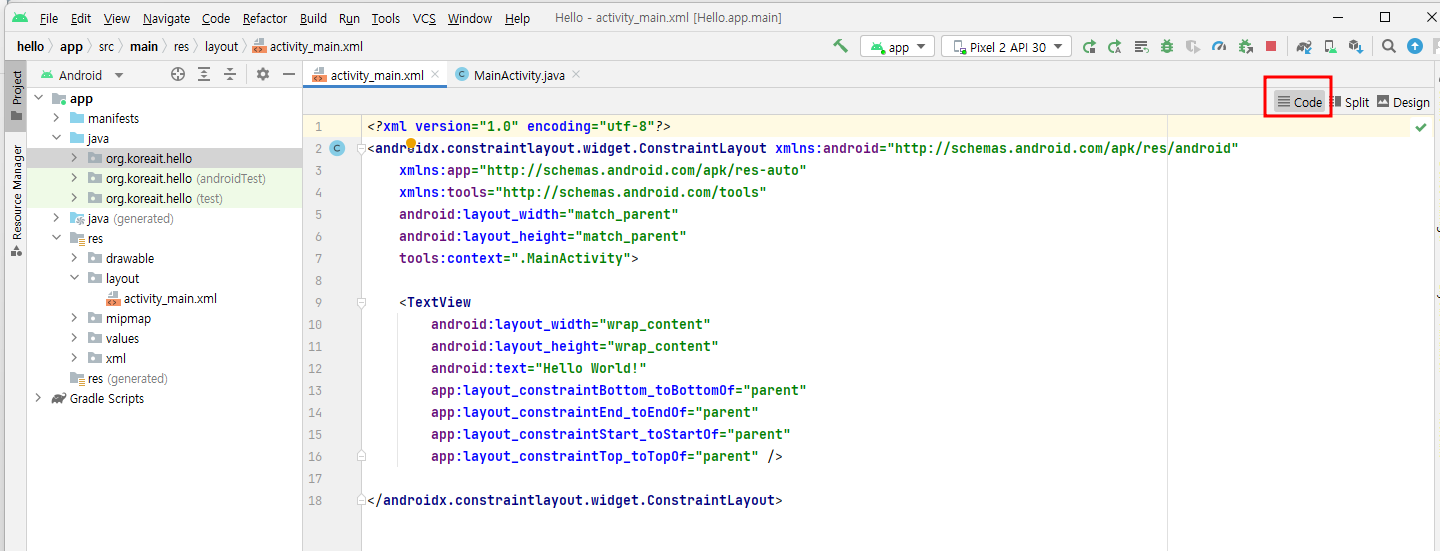 File Edit View Navigate Code Refactor Build Run Tools VCS Window Help Hello - activity_main.xml [Hello.app.main]
hello app src main res layout activity_main.xml app Pixel 2 API 30
Project
Resource Manager
Android
app
manifests
java
org.koreait.hello
org.koreait.hello (androidTest)
org.koreait.hello (test)
java (generated)
res
drawable
layout
activity_main.xml
mipmap
values
xml
res (generated)
Gradle Scripts
activity_main.xml MainActivity.java
Code Split Design
1 <?xml version="1.0" encoding="utf-8"?>
2 C <androidx.constraintlayout.widget.ConstraintLayout xmlns:android="http://schemas.android.com/apk/res/android"
3 xmlns:app="http://schemas.android.com/apk/res-auto"
4 xmlns:tools="http://schemas.android.com/tools"
5 android:layout_width="match_parent"
6 android:layout_height="match_parent"
7 tools:context=".MainActivity">
8
9 <TextView
10 android:layout_width="wrap_content"
11 android:layout_height="wrap_content"
12 android:text="Hello World!"
13 app:layout_constraintBottom_toBottomOf="parent"
14 app:layout_constraintEnd_toEndOf="parent"
15 app:layout_constraintStart_toStartOf="parent"
16 app:layout_constraintTop_toTopOf="parent" />
17
18 </androidx.constraintlayout.widget.ConstraintLayout>